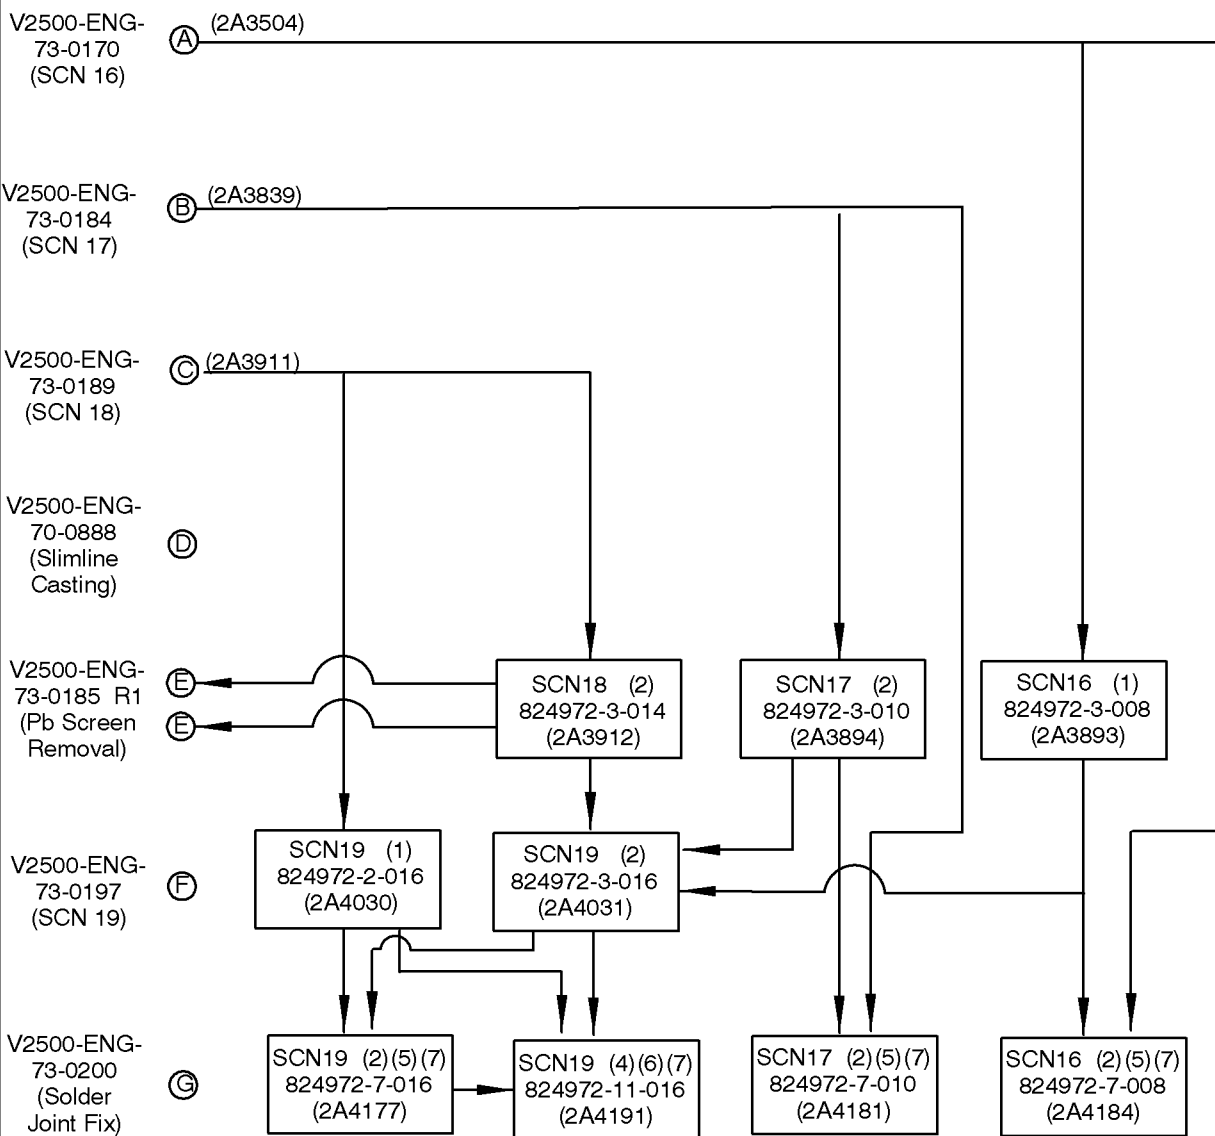 V2500-ENG-
73-0170
(SCN 16)
A
(2A3504)
V2500-ENG-
73-0184
(SCN 17)
B
(2A3839)
V2500-ENG-
73-0189
(SCN 18)
C
(2A3911)
V2500-ENG-
70-0888
(Slimline
Casting)
D
V2500-ENG-
73-0185 R1
(Pb Screen
Removal)
E
E
SCN18 (2)
824972-3-014
(2A3912)
SCN17 (2)
824972-3-010
(2A3894)
SCN16 (1)
824972-3-008
(2A3893)
V2500-ENG-
73-0197
(SCN 19)
F
SCN19 (1)
824972-2-016
(2A4030)
SCN19 (2)
824972-3-016
(2A4031)
V2500-ENG-
73-0200
(Solder
Joint Fix)
G
SCN19 (2)(5)(7)
824972-7-016
(2A4177)
SCN19 (4)(6)(7)
824972-11-016
(2A4191)
SCN17 (2)(5)(7)
824972-7-010
(2A4181)
SCN16 (2)(5)(7)
824972-7-008
(2A4184)